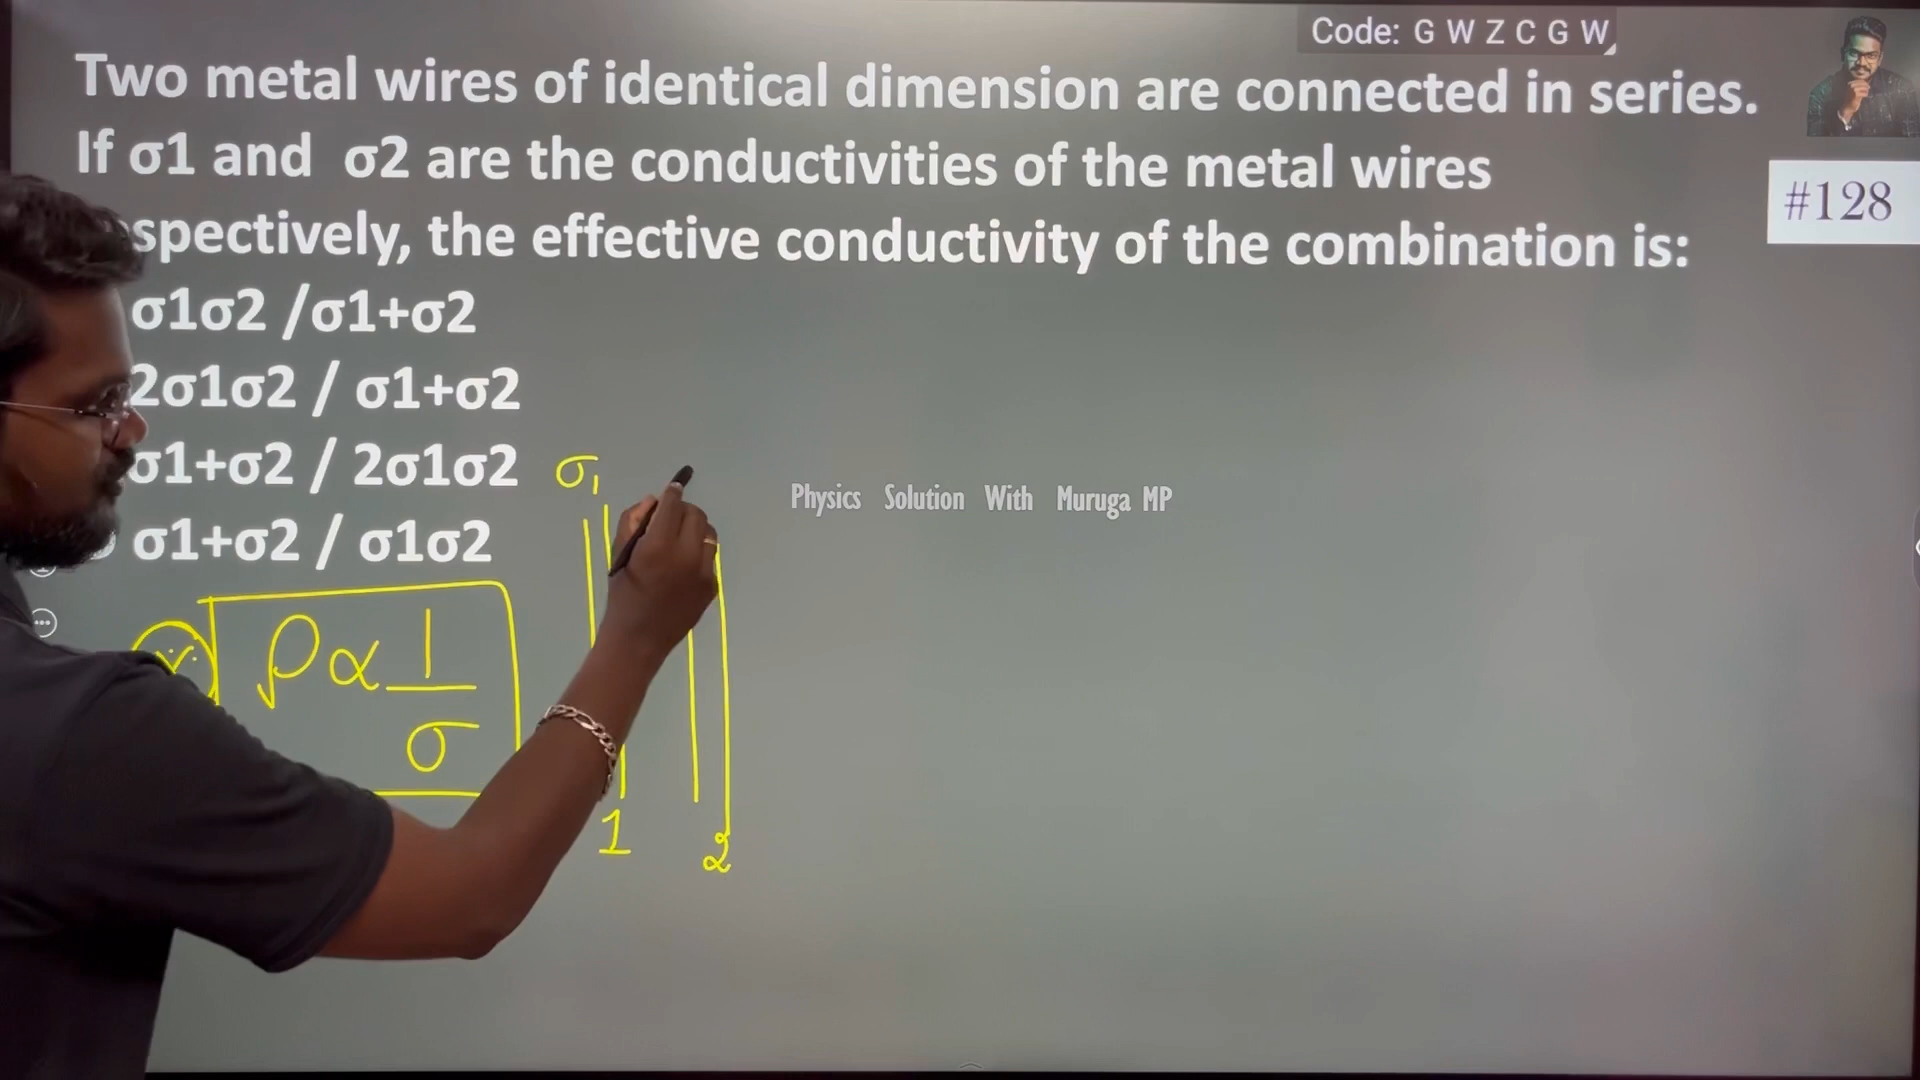 Code: G W Z C G W
Two metal wires of identical dimension are connected in series.
If σ1 and σ2 are the conductivities of the metal wires
#128
spectively, the effective conductivity of the combination is:
σ1σ2 /σ1+σ2
2σ1σ2 / σ1+σ2
σ1+σ2 / 2σ1σ2
σ1
Physics Solution With Muruga MP
σ1+σ2 / σ1σ2
ρ ∝ 1
σ
1
2